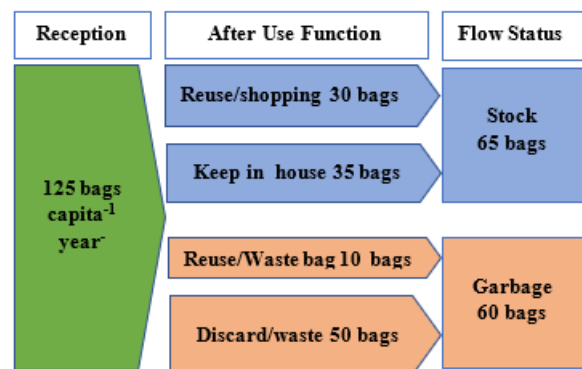 Reception
After Use Function
Flow Status
125 bags
capita⁻¹
year⁻
Reuse/shopping 30 bags
Keep in house 35 bags
Reuse/Waste bag 10 bags
Discard/waste 50 bags
Stock
65 bags
Garbage
60 bags